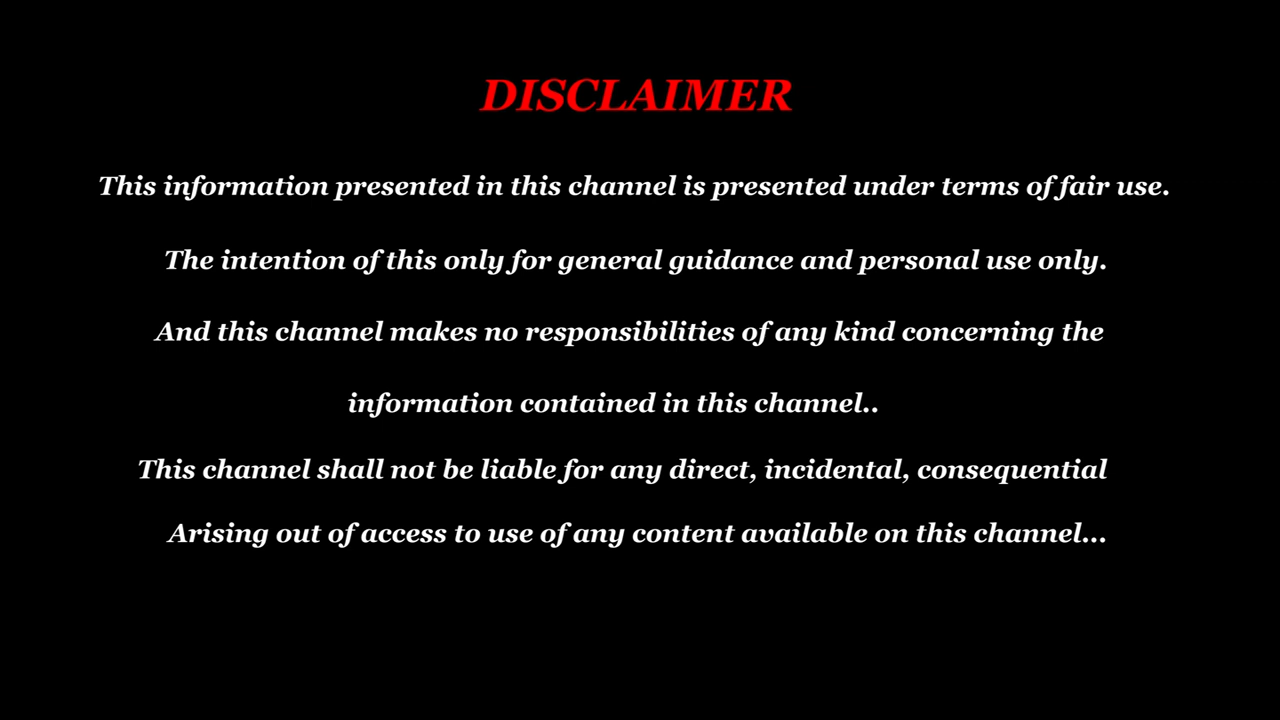 DISCLAIMER
This information presented in this channel is presented under terms of fair use.
The intention of this only for general guidance and personal use only.
And this channel makes no responsibilities of any kind concerning the
information contained in this channel..
This channel shall not be liable for any direct, incidental, consequential
Arising out of access to use of any content available on this channel...